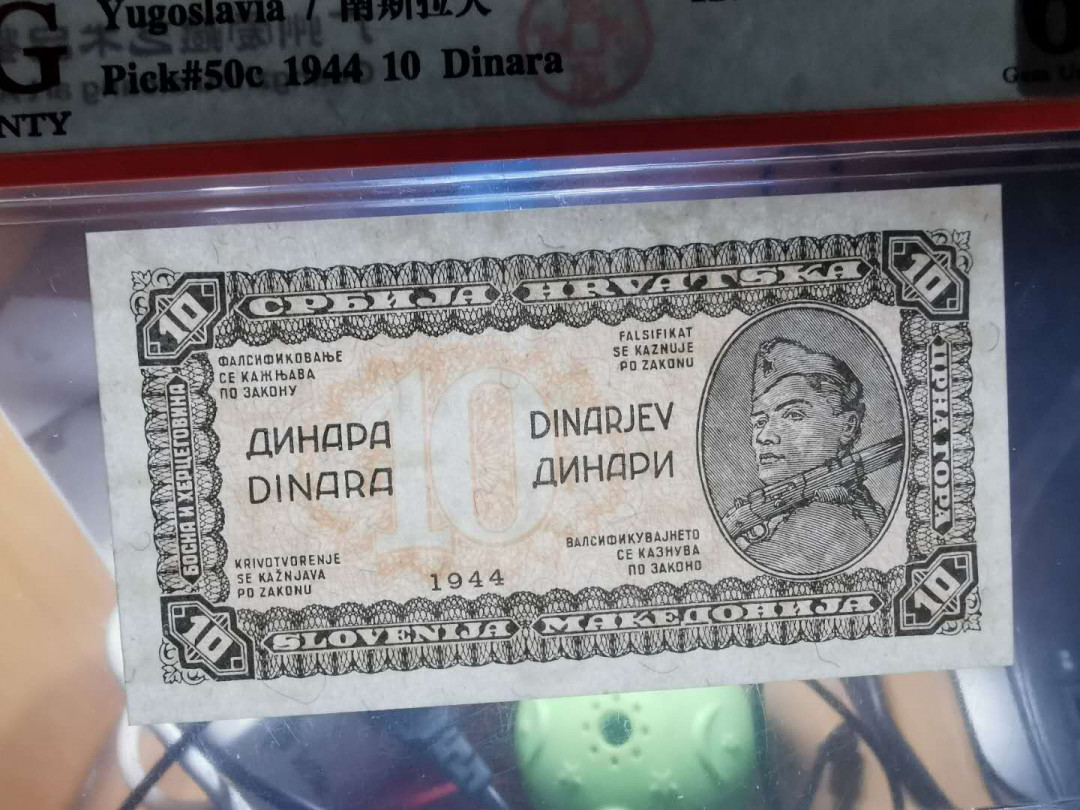 Yugoslavia / 南斯拉夫
Pick#50c 1944 10 Dinara
NTY
10
СРБИЈА HRVATSKA
10
ФАЛСИФИКОВАЊЕ
СЕ КАЖЊАВА
ПО ЗАКОНУ
FALSIFIKAT
SE KAZNUJE
PO ZAKONU
БОСНА И ХЕРЦЕГОВИНА
ЦРНА ГОРА
10
ДИНАРА
DINARA
DINARJEV
ДИНАРИ
KRIVOTVORENJE
SE KAŽNJAVA
PO ZAKONU
1944
ВАЛСИФИКУВАЈНЕТО
СЕ КАЗНУВА
ПО ЗАКОНО
10
SLOVENIJA МАКЕДОНИЈА
10